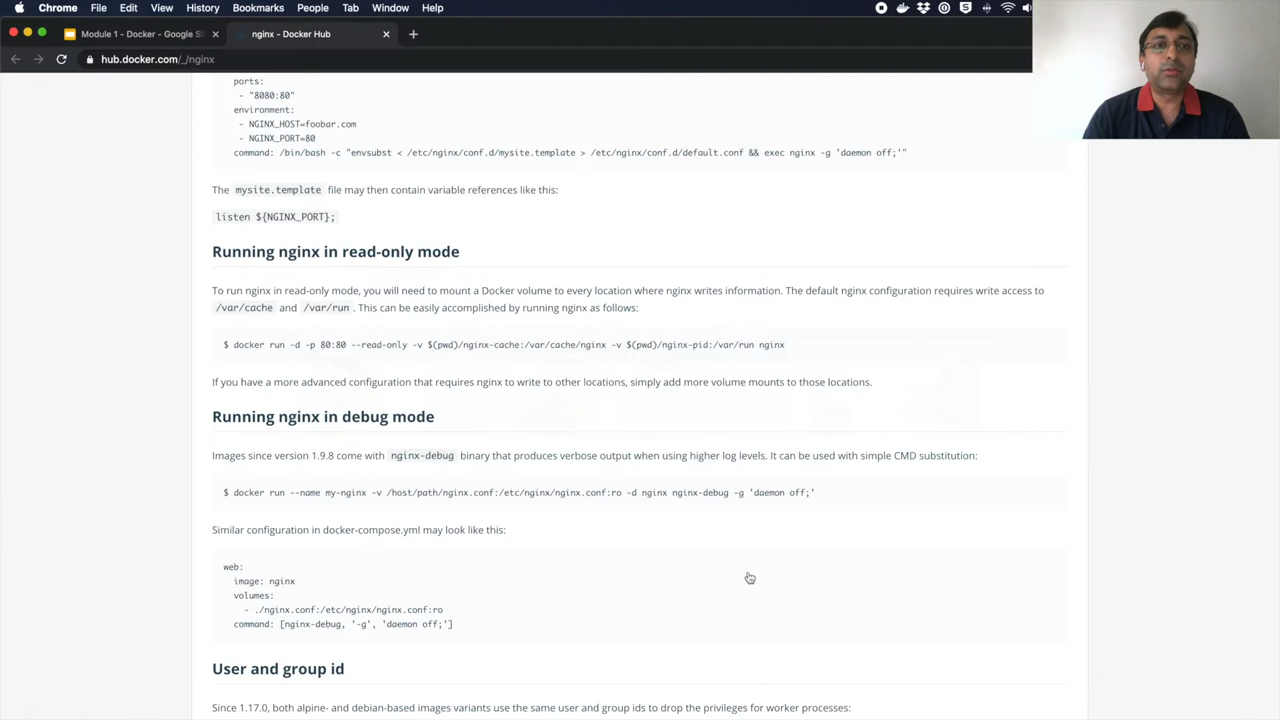 Chrome File Edit View History Bookmarks People Tab Window Help
Module 1 - Docker - Google Sl
nginx - Docker Hub
hub.docker.com/_/nginx
ports:
- "8080:80"
environment:
- NGINX_HOST=foobar.com
- NGINX_PORT=80
command: /bin/bash -c "envsubst < /etc/nginx/conf.d/mysite.template > /etc/nginx/conf.d/default.conf && exec nginx -g 'daemon off;'"
The mysite.template file may then contain variable references like this:
listen ${NGINX_PORT};
Running nginx in read-only mode
To run nginx in read-only mode, you will need to mount a Docker volume to every location where nginx writes information. The default nginx configuration requires write access to
/var/cache and /var/run . This can be easily accomplished by running nginx as follows:
$ docker run -d -p 80:80 --read-only -v $(pwd)/nginx-cache:/var/cache/nginx -v $(pwd)/nginx-pid:/var/run nginx
If you have a more advanced configuration that requires nginx to write to other locations, simply add more volume mounts to those locations.
Running nginx in debug mode
Images since version 1.9.8 come with nginx-debug binary that produces verbose output when using higher log levels. It can be used with simple CMD substitution:
$ docker run --name my-nginx -v /host/path/nginx.conf:/etc/nginx/nginx.conf:ro -d nginx nginx-debug -g 'daemon off;'
Similar configuration in docker-compose.yml may look like this:
web:
image: nginx
volumes:
- ./nginx.conf:/etc/nginx/nginx.conf:ro
command: [nginx-debug, '-g', 'daemon off;']
User and group id
Since 1.17.0, both alpine- and debian-based images variants use the same user and group ids to drop the privileges for worker processes: